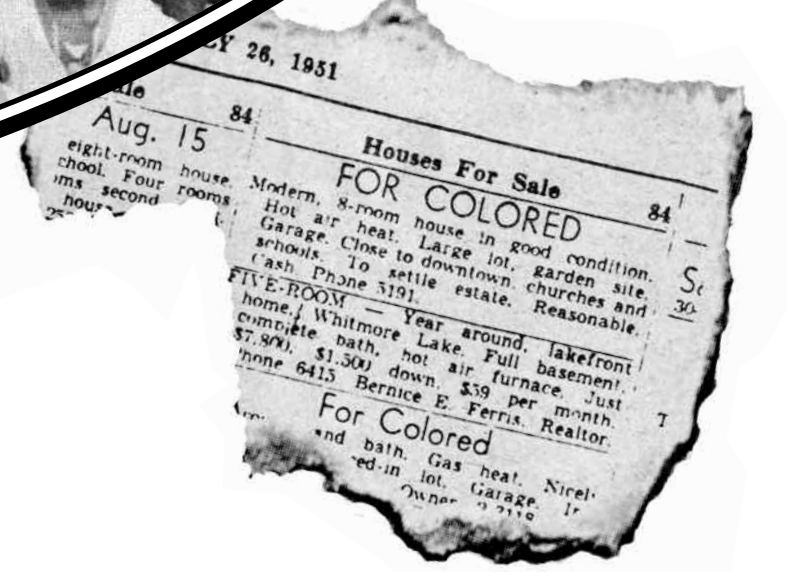 26, 1951
84
Aug. 15
eight-room house.
chool. Four rooms
second
Houses For Sale 84
FOR COLORED
Modern, 8-room house in good condition.
Hot air heat. Large lot, garden site,
Garage. Close to downtown, churches and
schools. To settle estate. Reasonable.
Cash Phone 5191.
FIVE-ROOM — Year around, lakefront
home, Whitmore Lake. Full basement,
complete bath, hot air furnace. Just
$7,800, $1,500 down, $59 per month.
Phone 6415 Bernice E. Ferris, Realtor.
For Colored
and bath. Gas heat.
lot. Garage.
Owner
30-